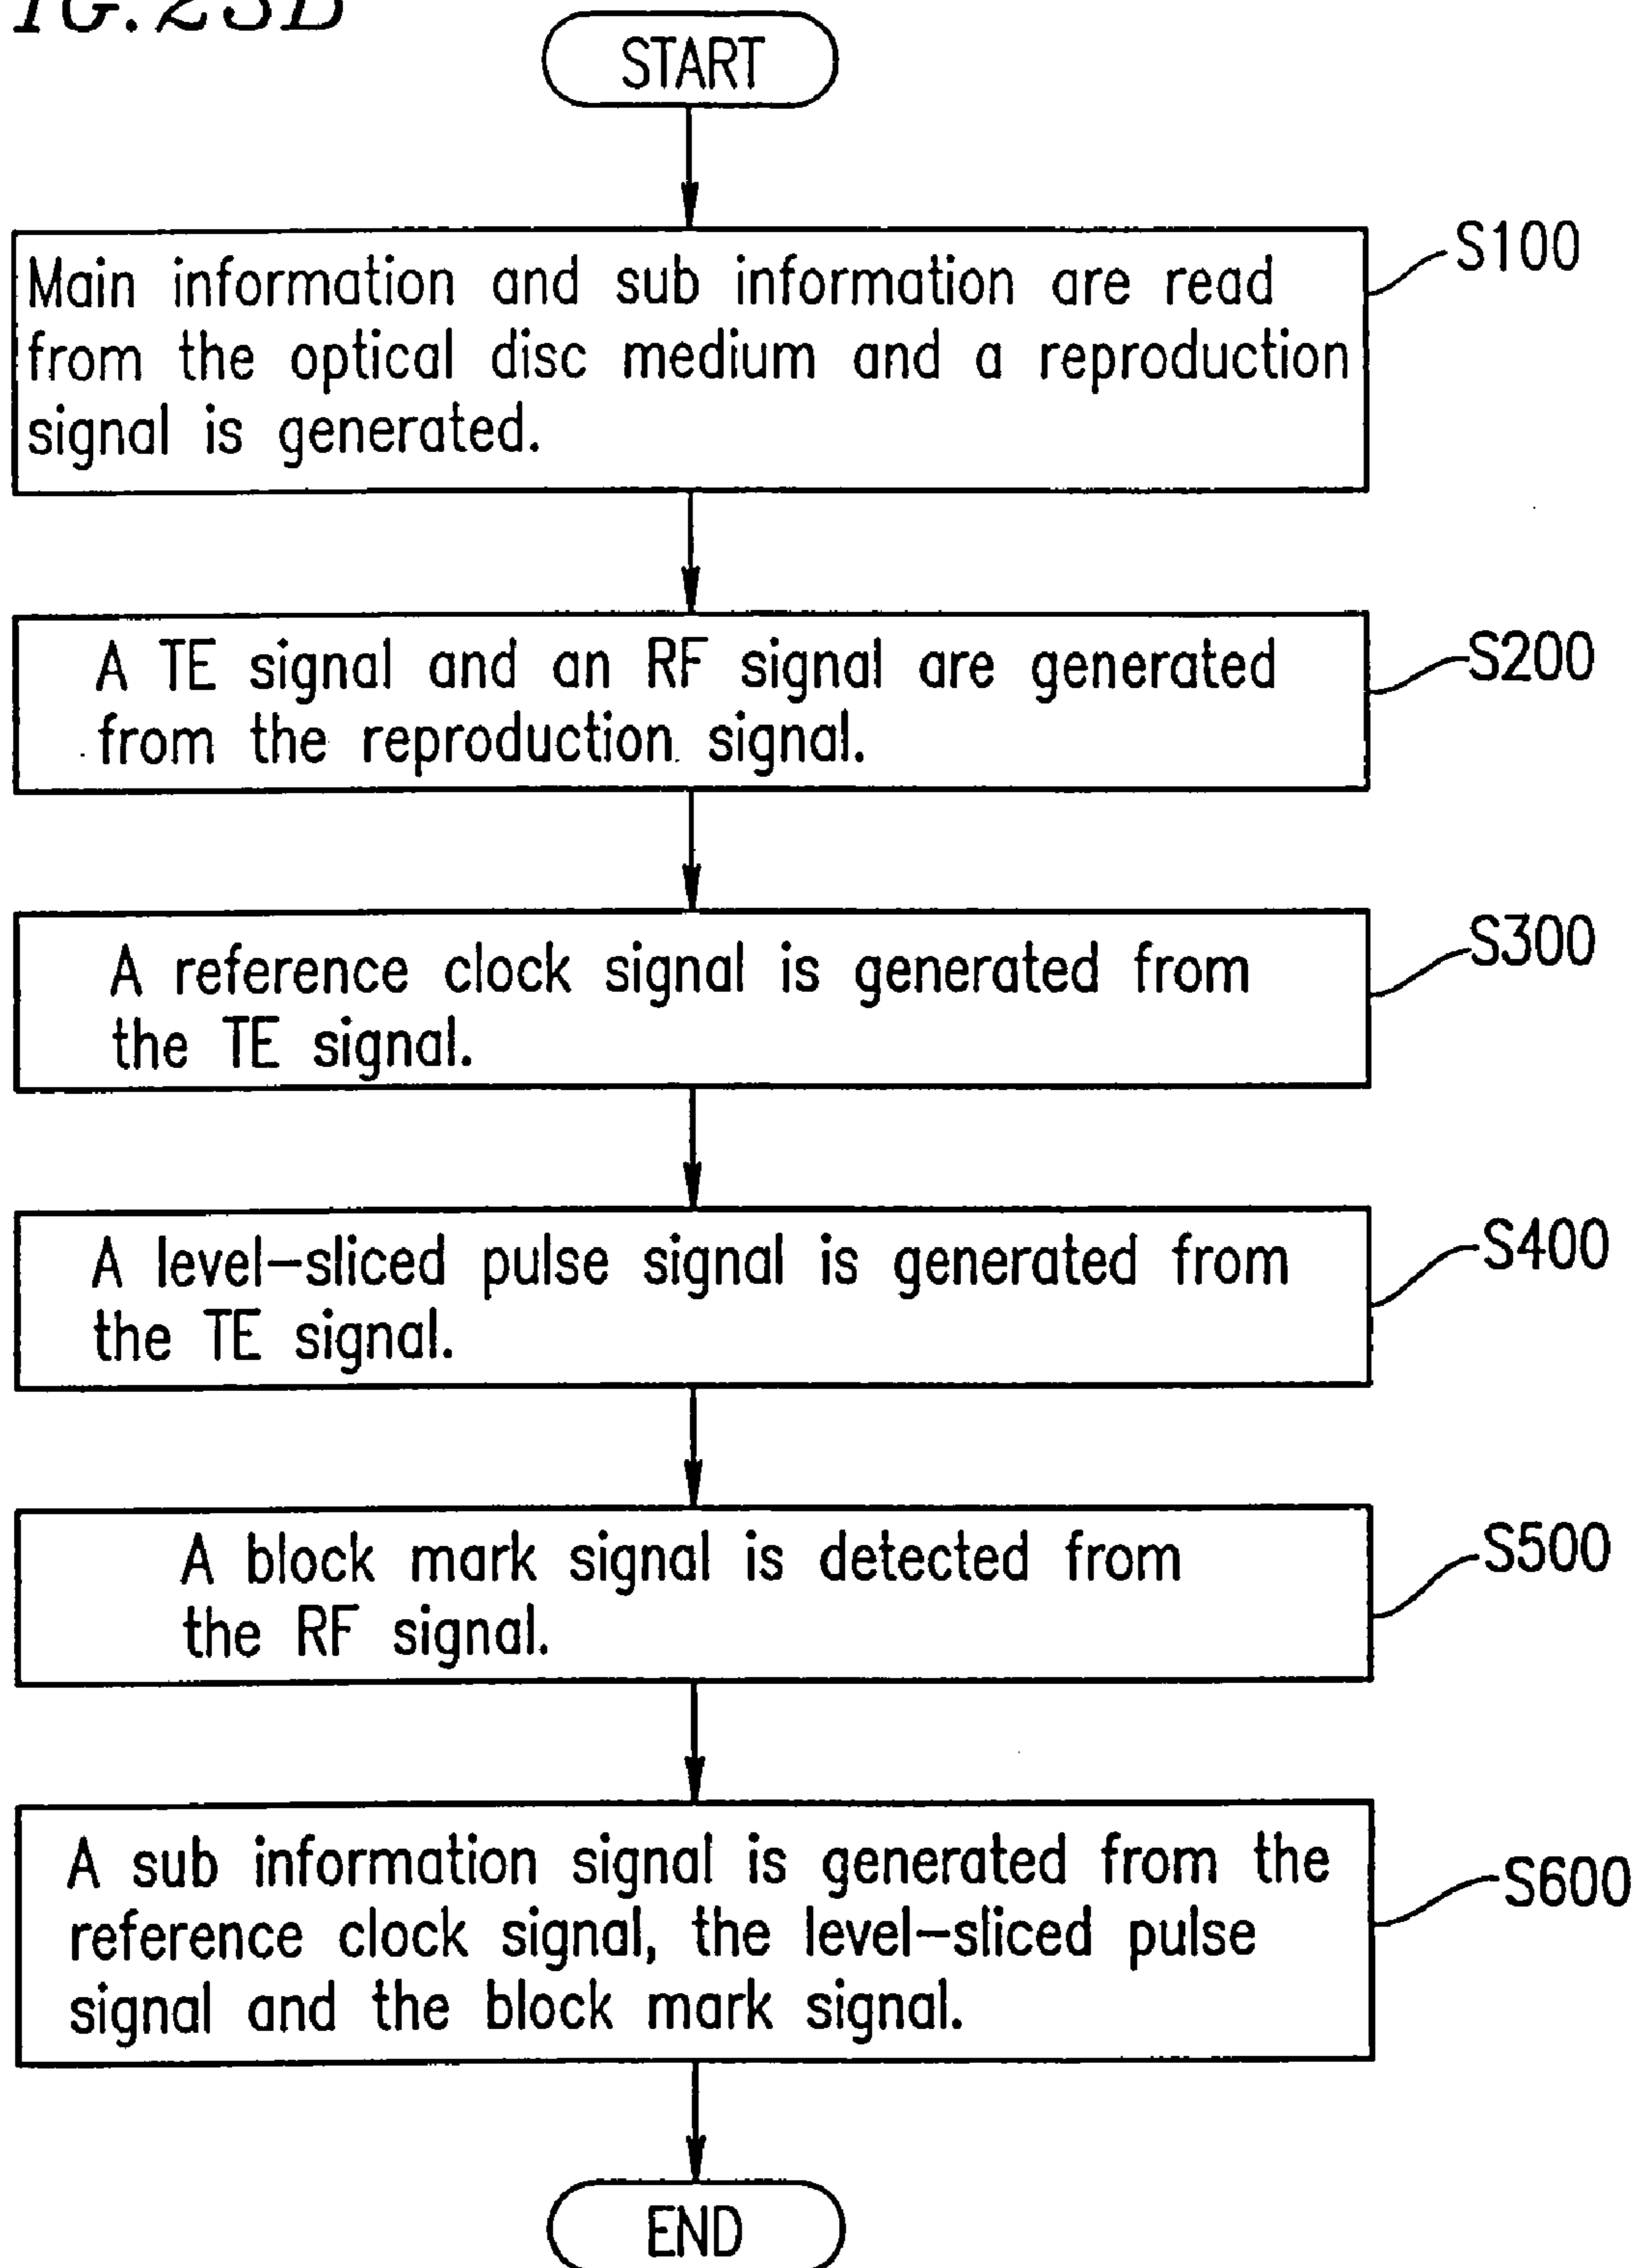 IG. 23B
START
Main information and sub information are read
from the optical disc medium and a reproduction
signal is generated.
S100
A TE signal and an RF signal are generated
from the reproduction signal.
S200
A reference clock signal is generated from
the TE signal.
S300
A level-sliced pulse signal is generated from
the TE signal.
S400
A block mark signal is detected from
the RF signal.
S500
A sub information signal is generated from the
reference clock signal, the level-sliced pulse
signal and the block mark signal.
S600
END